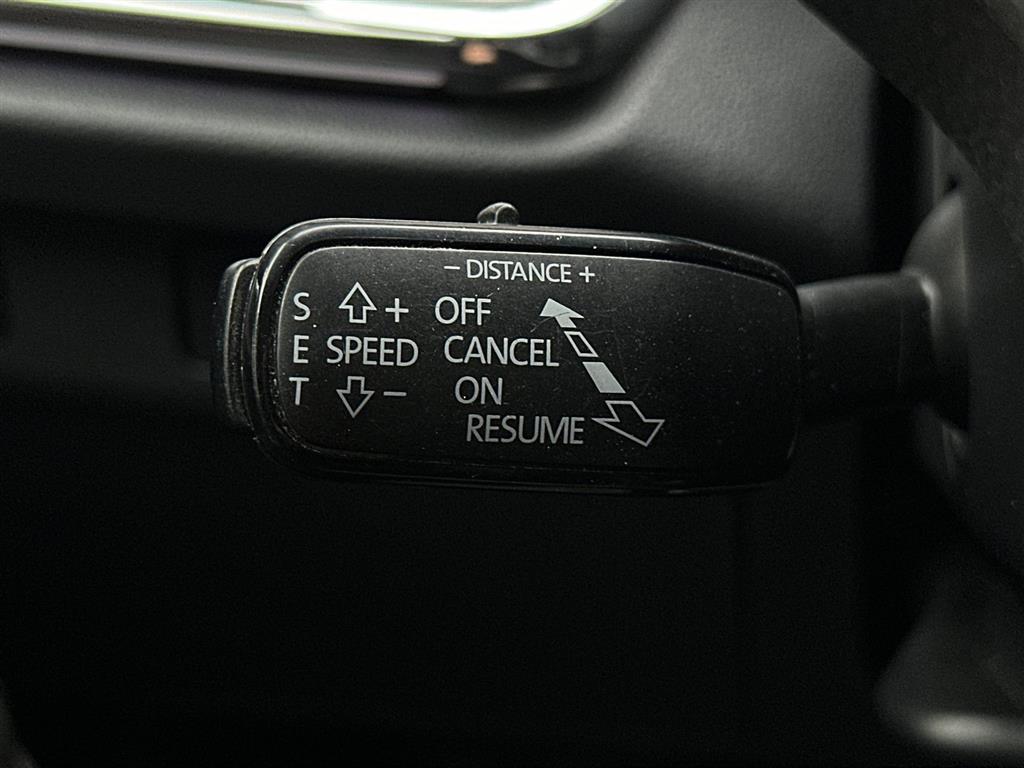 − DISTANCE +
S + OFF
E SPEED CANCEL
T − ON
RESUME